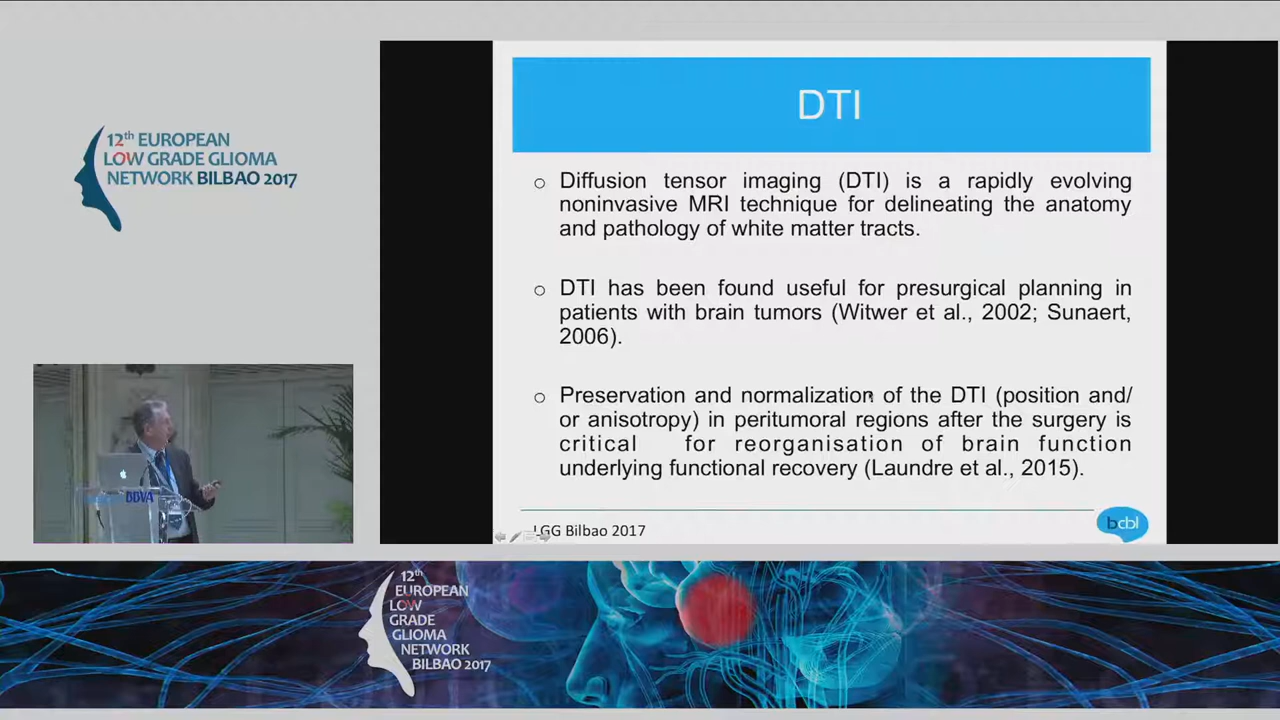 12th EUROPEAN
LOW GRADE GLIOMA
NETWORK BILBAO 2017
DTI
o Diffusion tensor imaging (DTI) is a rapidly evolving
noninvasive MRI technique for delineating the anatomy
and pathology of white matter tracts.
o DTI has been found useful for presurgical planning in
patients with brain tumors (Witwer et al., 2002; Sunaert,
2006).
o Preservation and normalization of the DTI (position and/
or anisotropy) in peritumoral regions after the surgery is
critical for reorganisation of brain function
underlying functional recovery (Laundre et al., 2015).
LGG Bilbao 2017
bcbl
BBVA
12th
EUROPEAN
LOW
GRADE
GLIOMA
NETWORK
BILBAO 2017